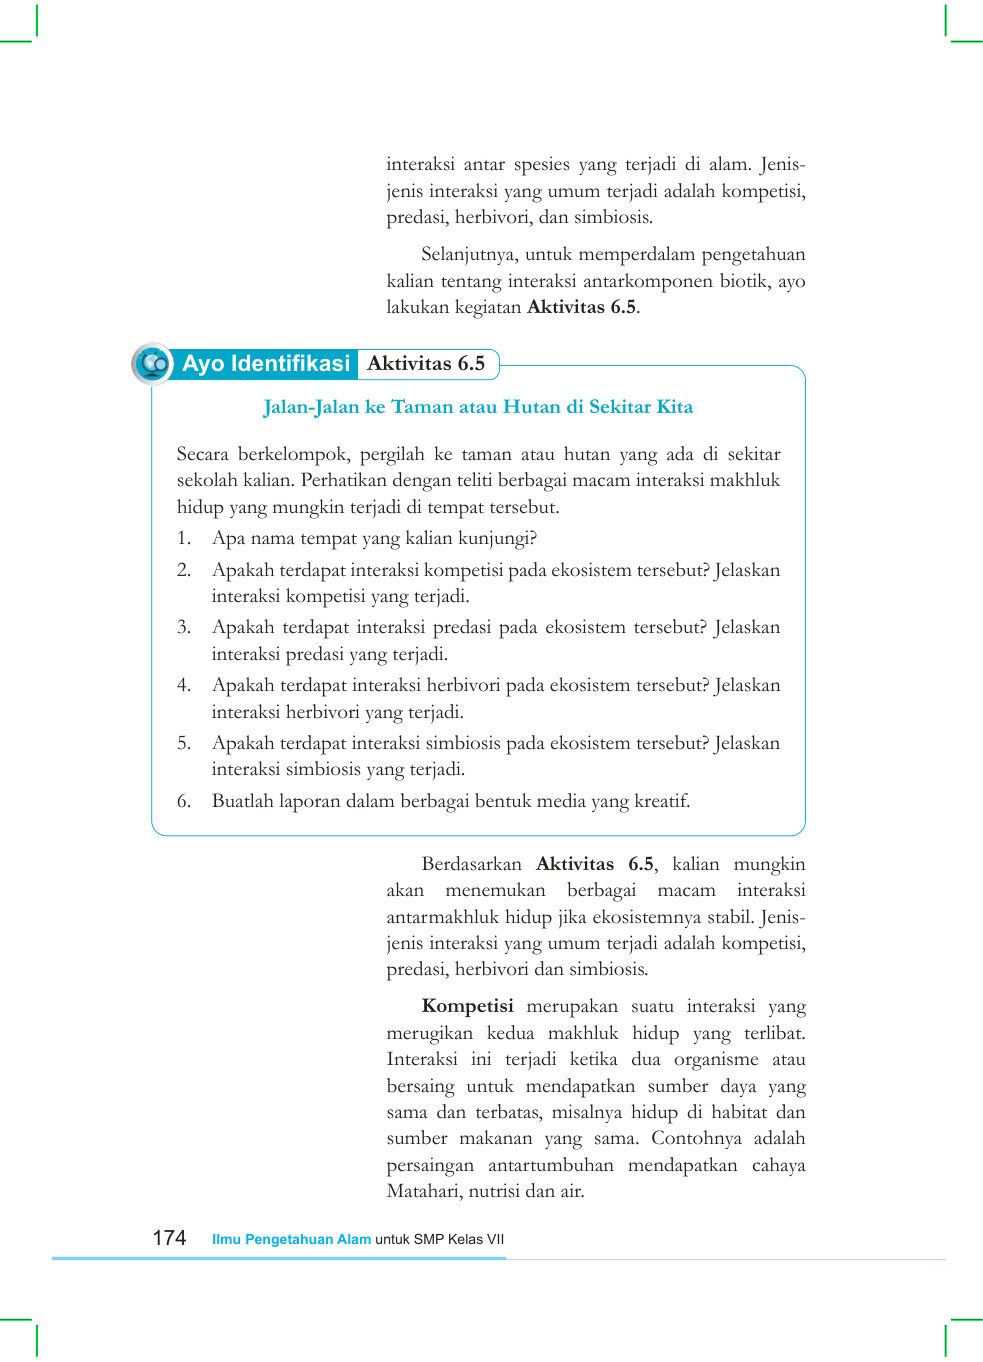 interaksi antar spesies yang terjadi di alam. Jenis-
jenis interaksi yang umum terjadi adalah kompetisi,
predasi, herbivori, dan simbiosis.
Selanjutnya, untuk memperdalam pengetahuan
kalian tentang interaksi antarkomponen biotik, ayo
lakukan kegiatan Aktivitas 6.5.
Ayo Identifikasi Aktivitas 6.5
Jalan-Jalan ke Taman atau Hutan di Sekitar Kita
Secara berkelompok, pergilah ke taman atau hutan yang ada di sekitar
sekolah kalian. Perhatikan dengan teliti berbagai macam interaksi makhluk
hidup yang mungkin terjadi di tempat tersebut.
1. Apa nama tempat yang kalian kunjungi?
2. Apakah terdapat interaksi kompetisi pada ekosistem tersebut? Jelaskan
interaksi kompetisi yang terjadi.
3. Apakah terdapat interaksi predasi pada ekosistem tersebut? Jelaskan
interaksi predasi yang terjadi.
4. Apakah terdapat interaksi herbivori pada ekosistem tersebut? Jelaskan
interaksi herbivori yang terjadi.
5. Apakah terdapat interaksi simbiosis pada ekosistem tersebut? Jelaskan
interaksi simbiosis yang terjadi.
6. Buatlah laporan dalam berbagai bentuk media yang kreatif.
Berdasarkan Aktivitas 6.5, kalian mungkin
akan menemukan berbagai macam interaksi
antarmakhluk hidup jika ekosistemnya stabil. Jenis-
jenis interaksi yang umum terjadi adalah kompetisi,
predasi, herbivori dan simbiosis.
Kompetisi merupakan suatu interaksi yang
merugikan kedua makhluk hidup yang terlibat.
Interaksi ini terjadi ketika dua organisme atau
bersaing untuk mendapatkan sumber daya yang
sama dan terbatas, misalnya hidup di habitat dan
sumber makanan yang sama. Contohnya adalah
persaingan antartumbuhan mendapatkan cahaya
Matahari, nutrisi dan air.
174 Ilmu Pengetahuan Alam untuk SMP Kelas VII